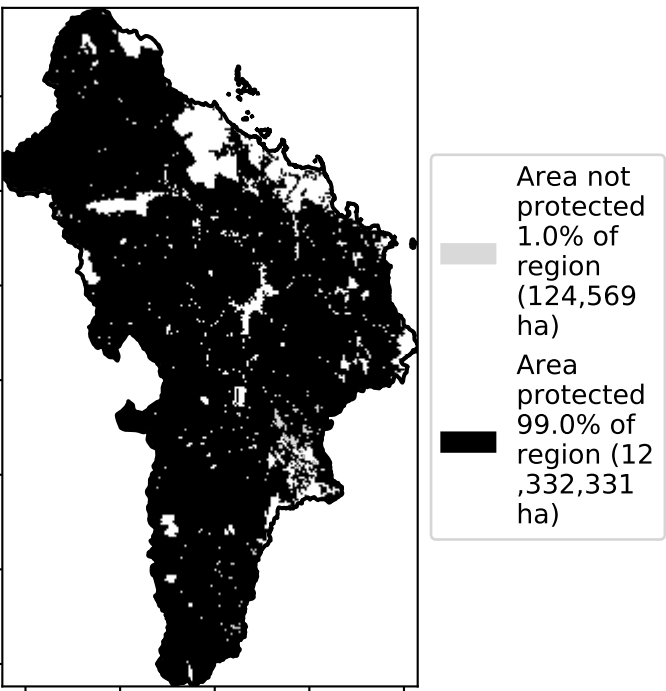 Area not
protected
1.0% of
region
(124,569
ha)
Area
protected
99.0% of
region (12
,332,331
ha)